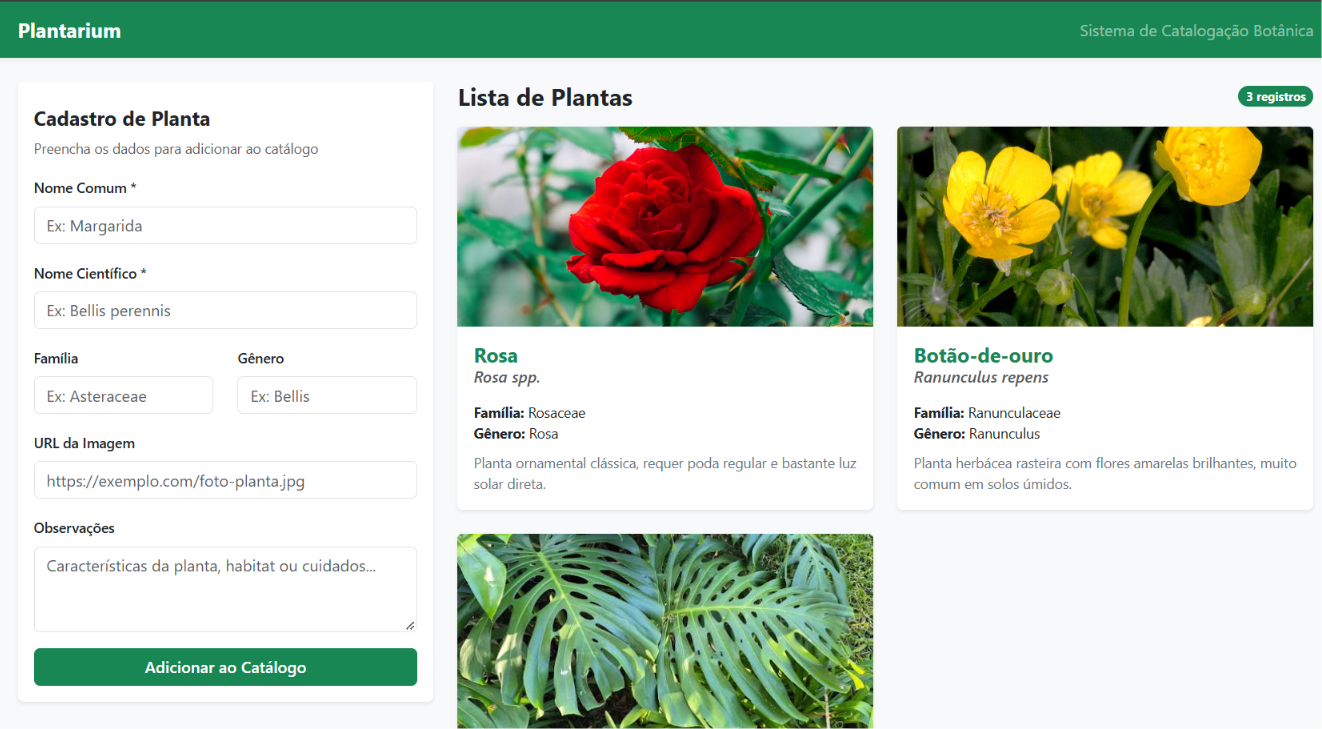 Plantarium
Sistema de Catalogação Botânica
Cadastro de Planta
Preencha os dados para adicionar ao catálogo
Nome Comum *
Ex: Margarida
Nome Científico *
Ex: Bellis perennis
Família
Gênero
Ex: Asteraceae
Ex: Bellis
URL da Imagem
https://exemplo.com/foto-planta.jpg
Observações
Características da planta, habitat ou cuidados...
Adicionar ao Catálogo
Lista de Plantas
3 registros
Rosa
Rosa spp.
Família: Rosaceae
Gênero: Rosa
Planta ornamental clássica, requer poda regular e bastante luz
solar direta.
Botão-de-ouro
Ranunculus repens
Família: Ranunculaceae
Gênero: Ranunculus
Planta herbácea rasteira com flores amarelas brilhantes, muito
comum em solos úmidos.